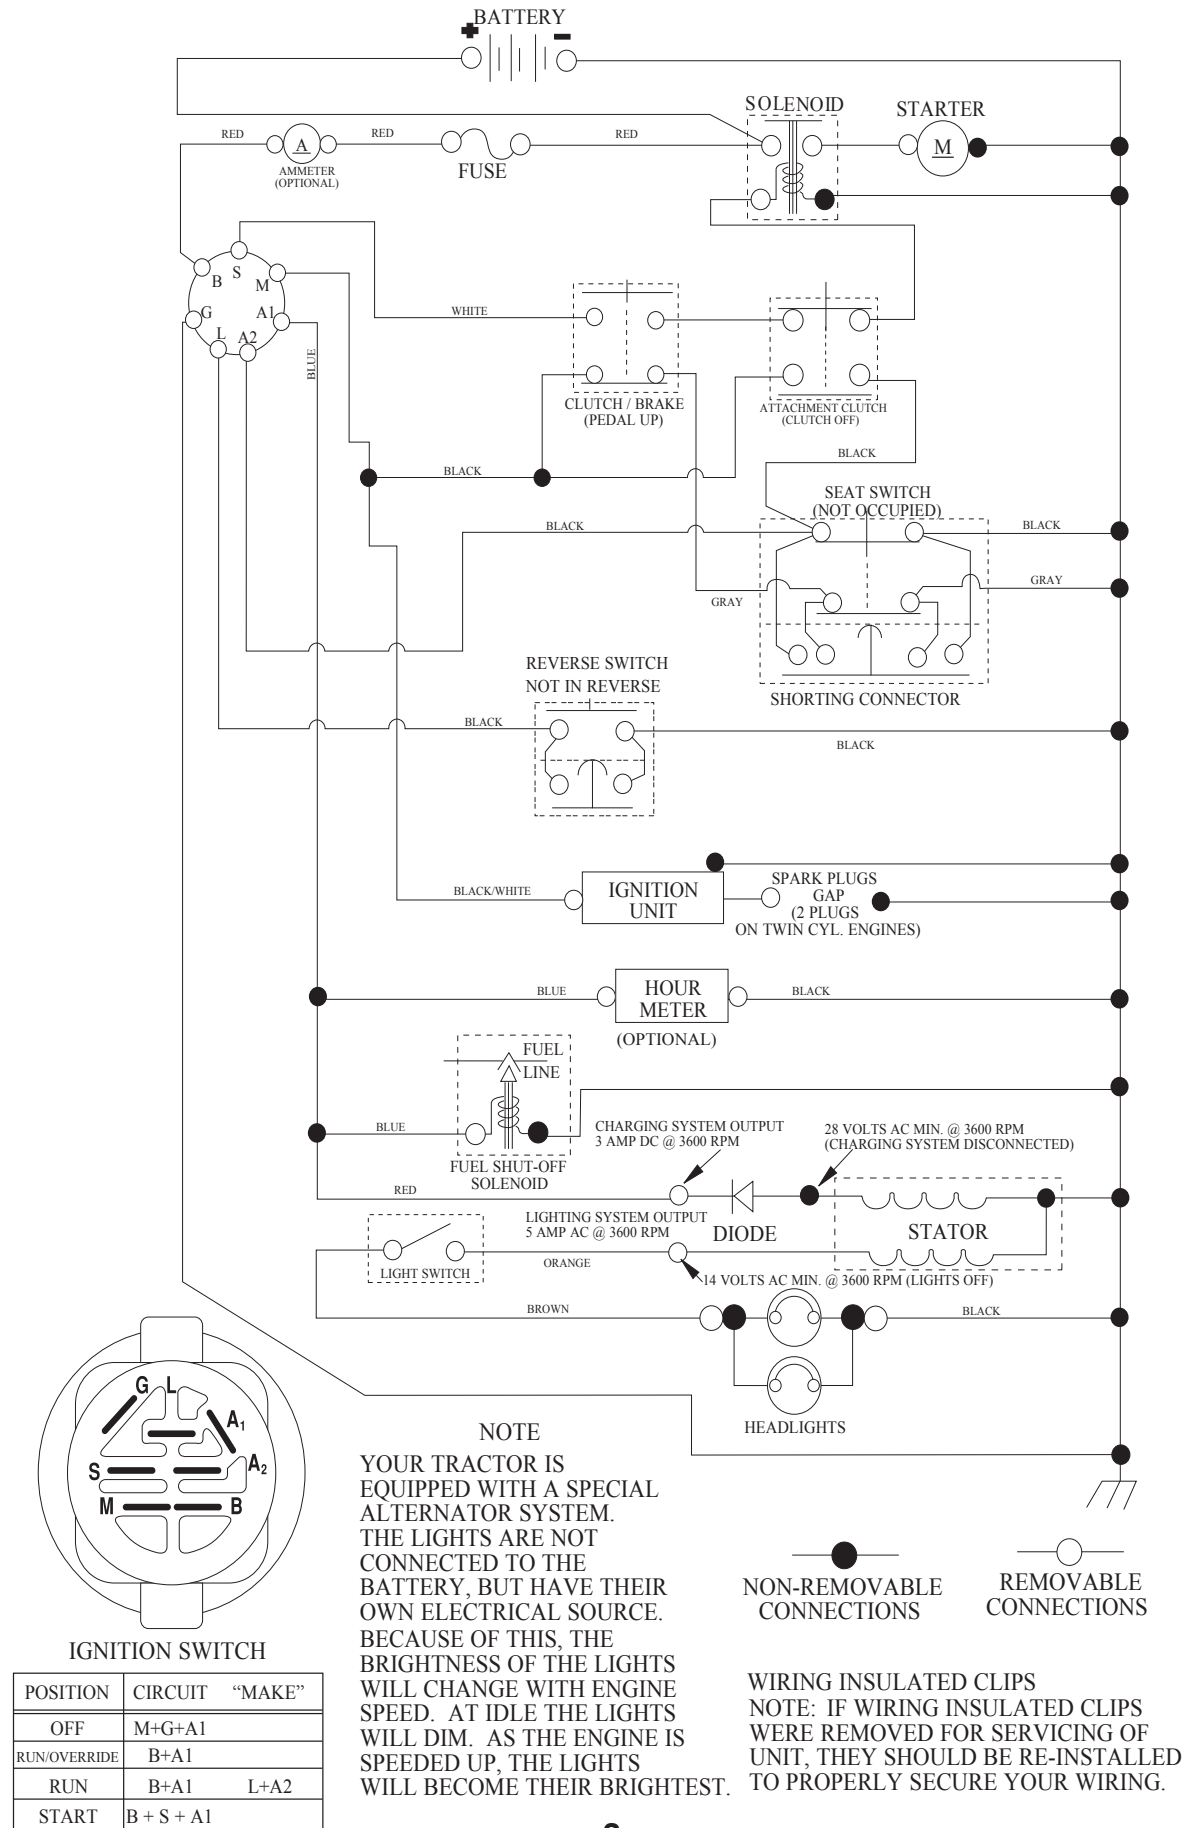 BATTERY
SOLENOID
STARTER
RED
RED
RED
A
M
AMMETER
(OPTIONAL)
FUSE
B
S
M
G
A1
L
A2
BLUE
WHITE
CLUTCH / BRAKE
(PEDAL UP)
ATTACHMENT CLUTCH
(CLUTCH OFF)
BLACK
BLACK
SEAT SWITCH
(NOT OCCUPIED)
BLACK
BLACK
GRAY
GRAY
REVERSE SWITCH
NOT IN REVERSE
SHORTING CONNECTOR
BLACK
BLACK
BLACK/WHITE
IGNITION
UNIT
SPARK PLUGS
GAP
(2 PLUGS
ON TWIN CYL. ENGINES)
BLUE
HOUR
METER
BLACK
(OPTIONAL)
FUEL
LINE
BLUE
FUEL SHUT-OFF
SOLENOID
CHARGING SYSTEM OUTPUT
3 AMP DC @ 3600 RPM
28 VOLTS AC MIN. @ 3600 RPM
(CHARGING SYSTEM DISCONNECTED)
RED
LIGHTING SYSTEM OUTPUT
5 AMP AC @ 3600 RPM
DIODE
STATOR
LIGHT SWITCH
ORANGE
14 VOLTS AC MIN. @ 3600 RPM (LIGHTS OFF)
BROWN
BLACK
HEADLIGHTS
G
L
A1
A2
S
M
B
IGNITION SWITCH
POSITION CIRCUIT "MAKE"
OFF M+G+A1
RUN/OVERRIDE B+A1
RUN B+A1 L+A2
START B + S + A1
NOTE
YOUR TRACTOR IS
EQUIPPED WITH A SPECIAL
ALTERNATOR SYSTEM.
THE LIGHTS ARE NOT
CONNECTED TO THE
BATTERY, BUT HAVE THEIR
OWN ELECTRICAL SOURCE.
BECAUSE OF THIS, THE
BRIGHTNESS OF THE LIGHTS
WILL CHANGE WITH ENGINE
SPEED. AT IDLE THE LIGHTS
WILL DIM. AS THE ENGINE IS
SPEEDED UP, THE LIGHTS
WILL BECOME THEIR BRIGHTEST.
NON-REMOVABLE
CONNECTIONS
REMOVABLE
CONNECTIONS
WIRING INSULATED CLIPS
NOTE: IF WIRING INSULATED CLIPS
WERE REMOVED FOR SERVICING OF
UNIT, THEY SHOULD BE RE-INSTALLED
TO PROPERLY SECURE YOUR WIRING.